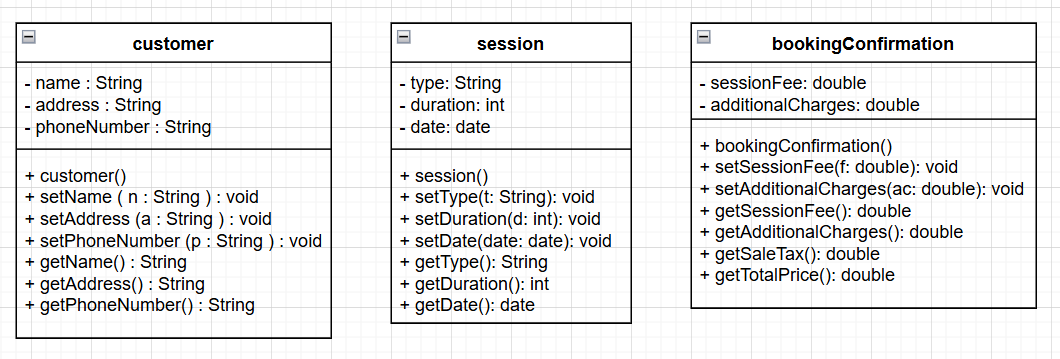 customer
- name : String
- address : String
- phoneNumber : String
+ customer()
+ setName ( n : String ) : void
+ setAddress (a : String ) : void
+ setPhoneNumber (p : String ) : void
+ getName() : String
+ getAddress() : String
+ getPhoneNumber() : String
session
- type: String
- duration: int
- date: date
+ session()
+ setType(t: String): void
+ setDuration(d: int): void
+ setDate(date: date): void
+ getType(): String
+ getDuration(): int
+ getDate(): date
bookingConfirmation
- sessionFee: double
- additionalCharges: double
+ bookingConfirmation()
+ setSessionFee(f: double): void
+ setAdditionalCharges(ac: double): void
+ getSessionFee(): double
+ getAdditionalCharges(): double
+ getSaleTax(): double
+ getTotalPrice(): double